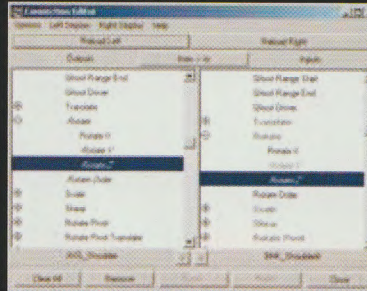 Connection Editor
Options Left Display Right Display Help
Reload Left Reload Right
Outputs from -> to Inputs
Ghost Range End
Ghost Driver
Translate
Rotate
Rotate X
Rotate Y
Rotate Z
Rotate Order
Scale
Shear
Rotate Pivot
Rotate Pivot Translate
Ghost Range Start
Ghost Range End
Ghost Driver
Translate
Rotate
Rotate X
Rotate Y
Rotate Z
Rotate Order
Scale
Shear
Rotate Pivot
Clear All Remove Close